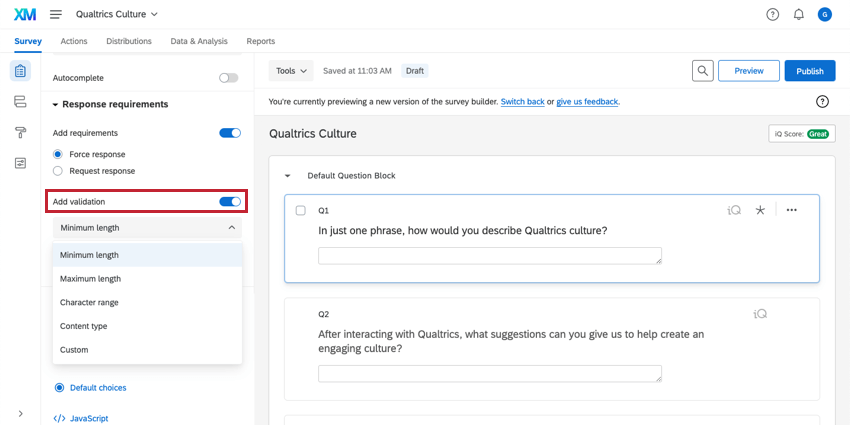 XM
Qualtrics Culture
?
G
Survey
Actions
Distributions
Data & Analysis
Reports
Autocomplete
Response requirements
Add requirements
Force response
Request response
Add validation
Minimum length
Minimum length
Maximum length
Character range
Content type
Custom
Default choices
</> JavaScript
Tools
Saved at 11:03 AM
Draft
Preview
Publish
You're currently previewing a new version of the survey builder. Switch back or give us feedback.
?
Qualtrics Culture
iQ Score: Great
Default Question Block
Q1
iQ
In just one phrase, how would you describe Qualtrics culture?
Q2
iQ
After interacting with Qualtrics, what suggestions can you give us to help create an
engaging culture?